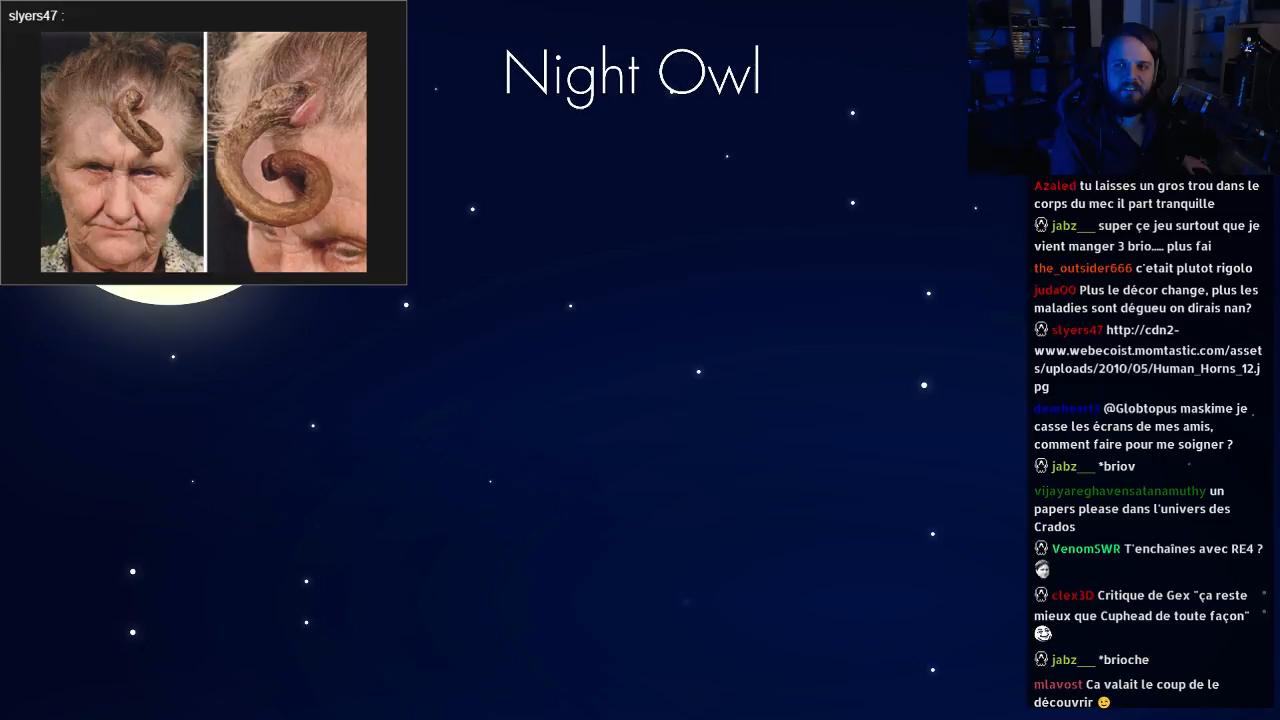 slyers47 :
Night Owl
Azaled tu laisses un gros trou dans le
corps du mec il part tranquille
jabz___ super çe jeu surtout que je
vient manger 3 brio..... plus fai
the_outsider666 c'etait plutot rigolo
juda00 Plus le décor change, plus les
maladies sont dégueu on dirais nan?
slyers47 http://cdn2-
www.webecoist.momtastic.com/asset
s/uploads/2010/05/Human_Horns_12.j
pg
@Globtopus maskime je
casse les écrans de mes amis,
comment faire pour me soigner ?
jabz___ *briov
vijayareghavensatanamuthy un
papers please dans l'univers des
Crados
VenomSWR T'enchaînes avec RE4 ?
clex3D Critique de Gex "ça reste
mieux que Cuphead de toute façon"
jabz___ *brioche
mlavost Ca valait le coup de le
découvrir